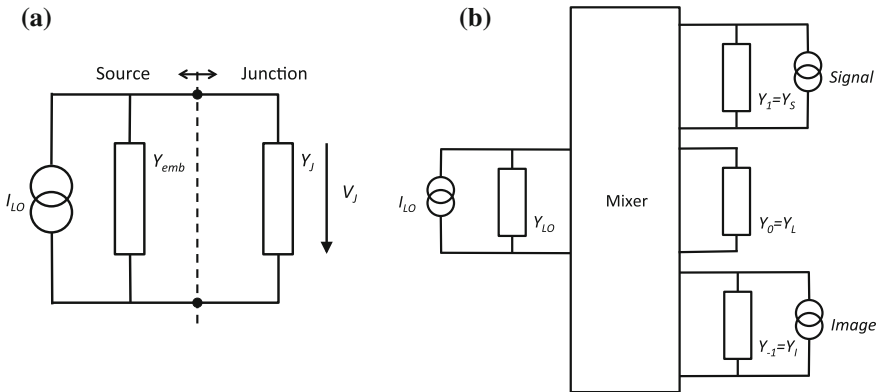 (a)
Source
Junction
I_LO
Y_emb
Y_J
V_J
(b)
I_LO
Y_LO
Mixer
Y_1=Y_S
Signal
Y_0=Y_L
Y_-1=Y_I
Image